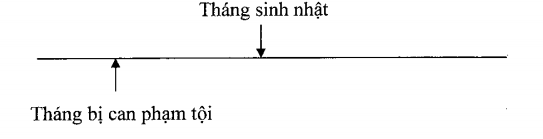 Tháng sinh nhật
Tháng bị can phạm tội